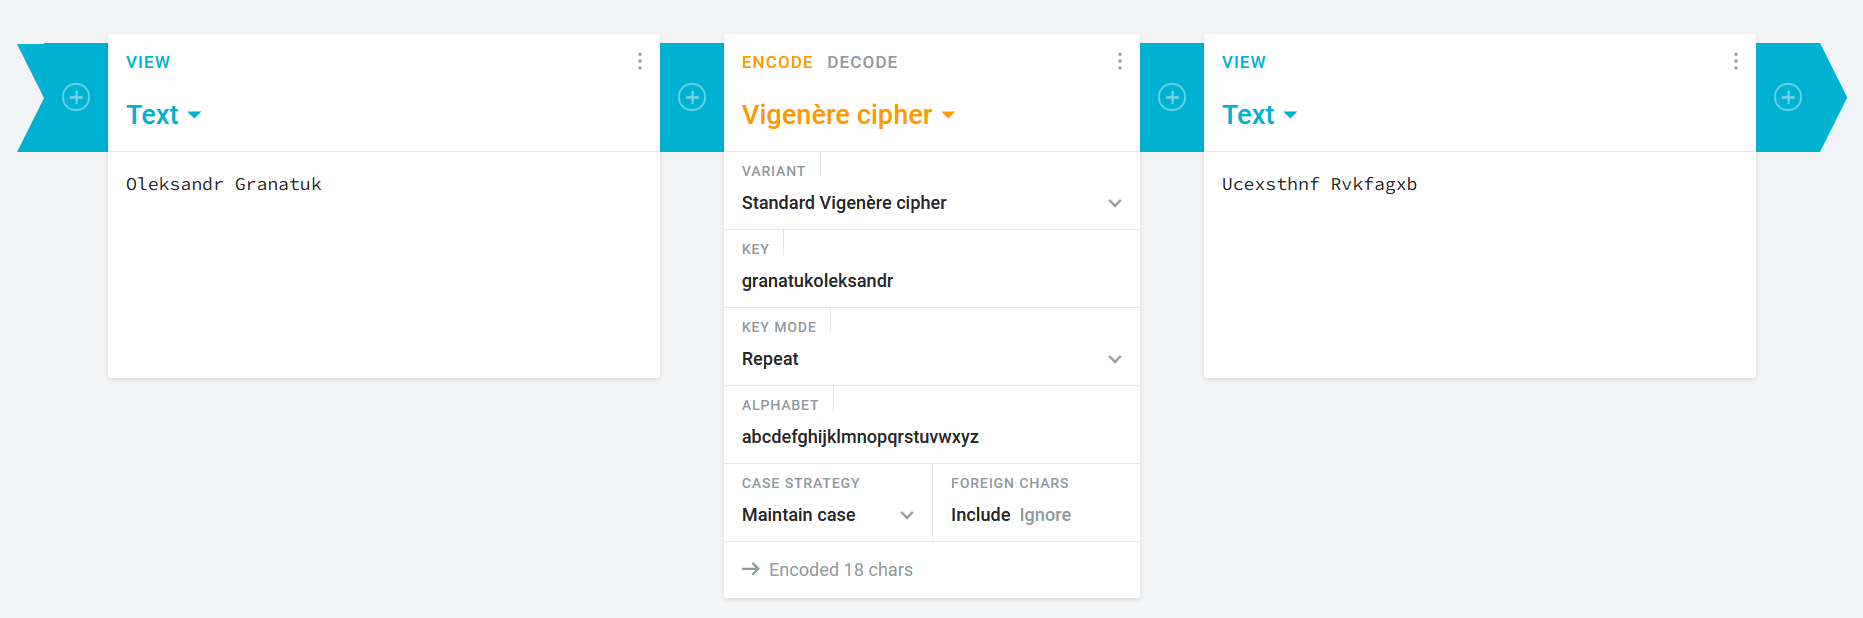 VIEW
Text
Oleksandr Granatuk
ENCODE DECODE
Vigenère cipher
VARIANT
Standard Vigenère cipher
KEY
granatukoleksandr
KEY MODE
Repeat
ALPHABET
abcdefghijklmnopqrstuvwxyz
CASE STRATEGY
Maintain case
FOREIGN CHARS
Include Ignore
→ Encoded 18 chars
VIEW
Text
Ucexsthnf Rvkfagxb